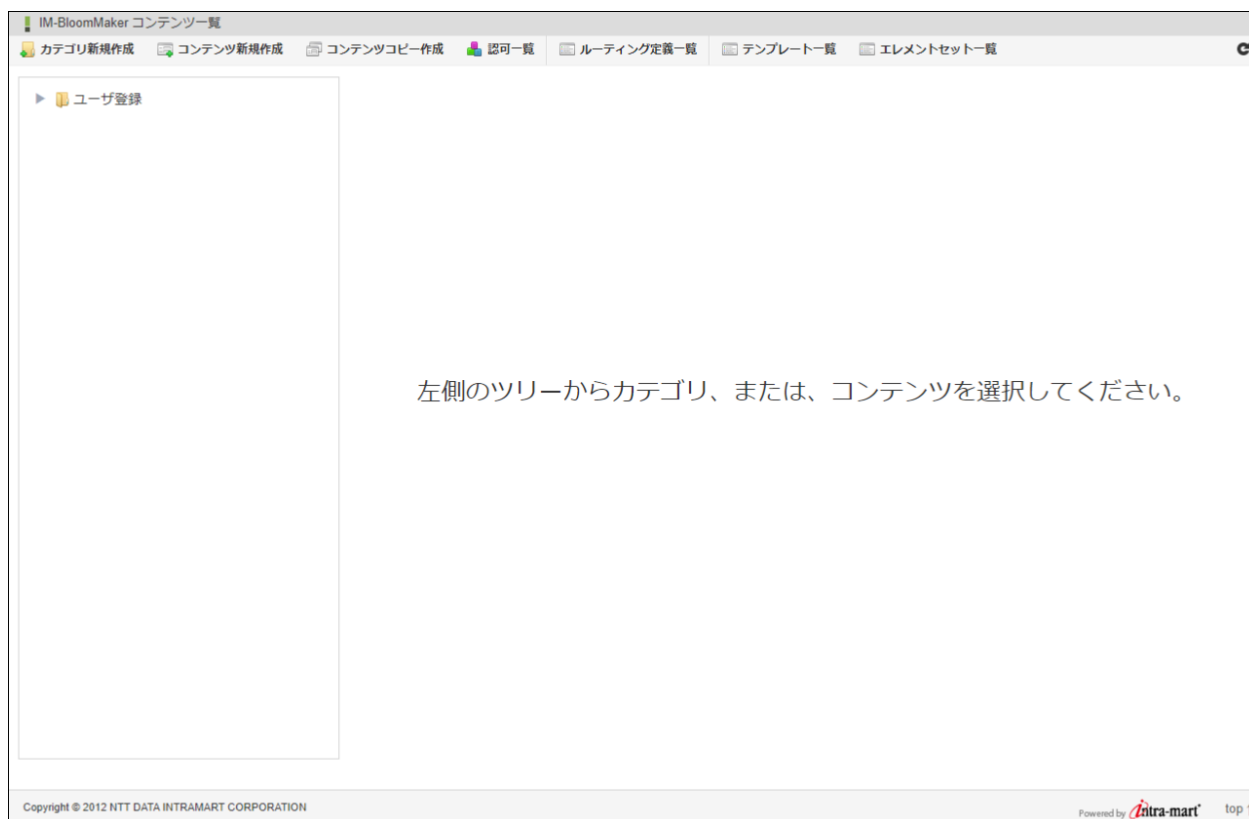 IM-BloomMaker コンテンツ一覧
カテゴリ新規作成 コンテンツ新規作成 コンテンツコピー作成 認可一覧 ルーティング定義一覧 テンプレート一覧 エレメントセット一覧
ユーザ登録
左側のツリーからカテゴリ、または、コンテンツを選択してください。
Copyright © 2012 NTT DATA INTRAMART CORPORATION
Powered by intra-mart top